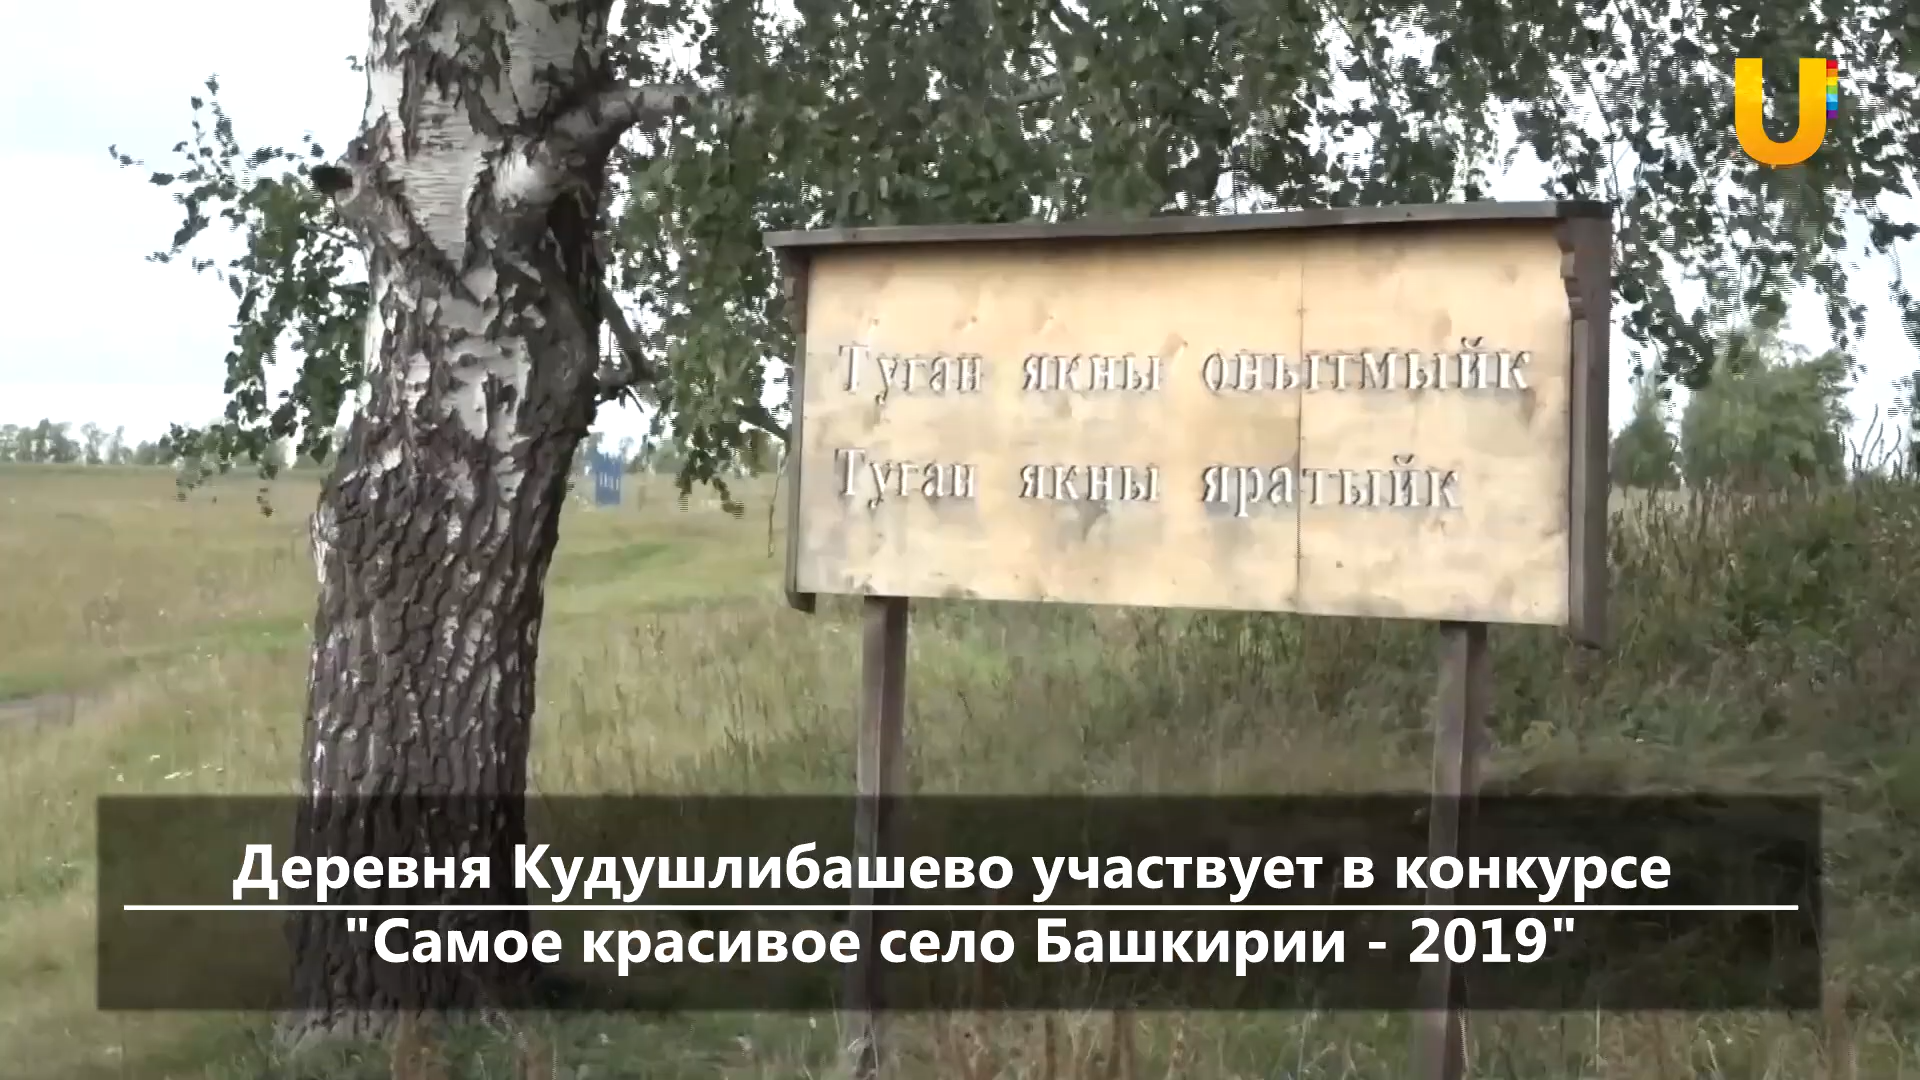 U
Туган якны онытмыйк
Туган якны яратыйк
Деревня Кудушлибашево участвует в конкурсе
"Самое красивое село Башкирии - 2019"